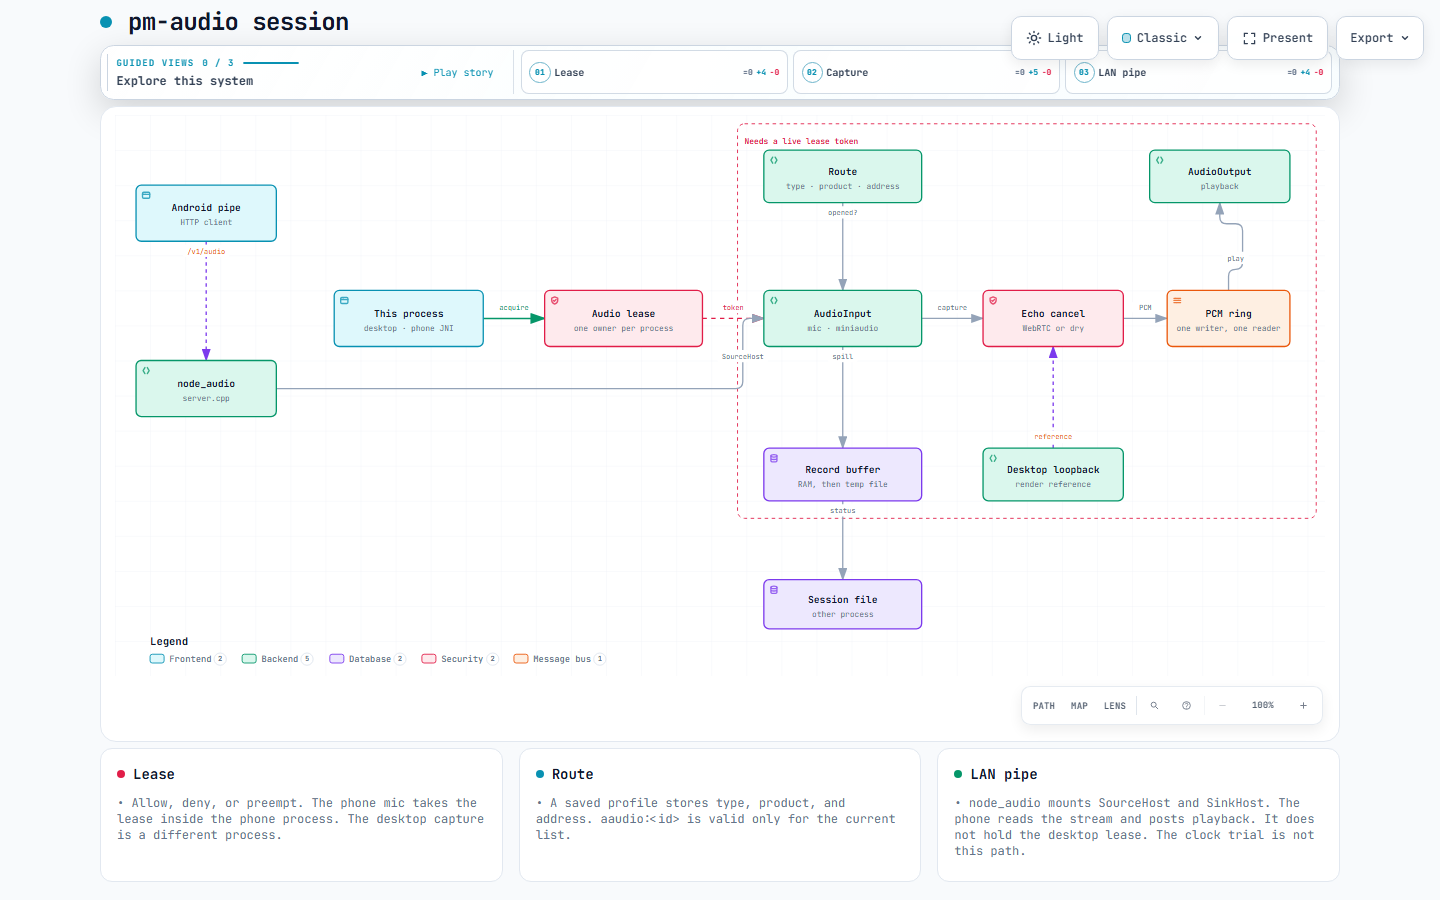 pm-audio session
Light
Classic
Present
Export
GUIDED VIEWS 0 / 3
Explore this system
▶ Play story
01 Lease =0 +4 -0
02 Capture =0 +5 -0
03 LAN pipe =0 +4 -0
Needs a live lease token
Route
type · product · address
opened?
AudioOutput
playback
Android pipe
HTTP client
/v1/audio
play
This process
desktop · phone JNI
acquire
Audio lease
one owner per process
token
AudioInput
mic · miniaudio
capture
Echo cancel
WebRTC or dry
PCM
PCM ring
one writer, one reader
SourceHost
spill
node_audio
server.cpp
reference
Record buffer
RAM, then temp file
Desktop loopback
render reference
status
Session file
other process
Legend
Frontend 2
Backend 5
Database 2
Security 2
Message bus 1
PATH MAP LENS − 100% +
Lease
• Allow, deny, or preempt. The phone mic takes the
lease inside the phone process. The desktop capture
is a different process.
Route
• A saved profile stores type, product, and
address. aaudio:<id> is valid only for the current
list.
LAN pipe
• node_audio mounts SourceHost and SinkHost. The
phone reads the stream and posts playback. It does
not hold the desktop lease. The clock trial is not
this path.